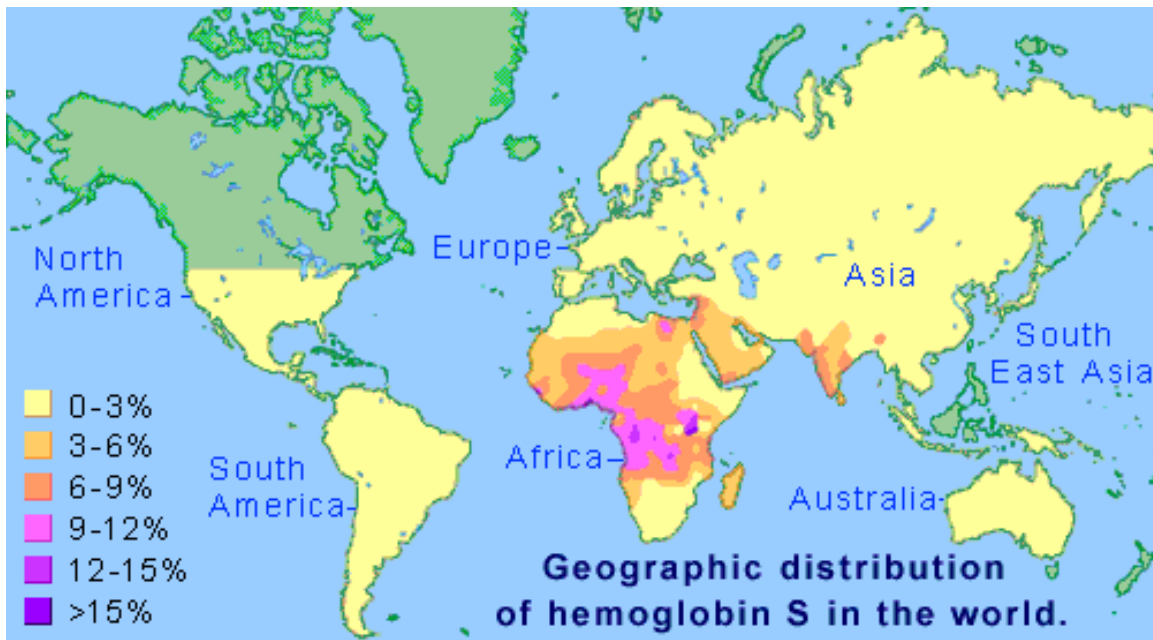 North
America
Europe
Asia
South
East Asia
0-3%
3-6%
6-9%
9-12%
12-15%
>15%
South
America
Africa
Australia
Geographic distribution
of hemoglobin S in the world.